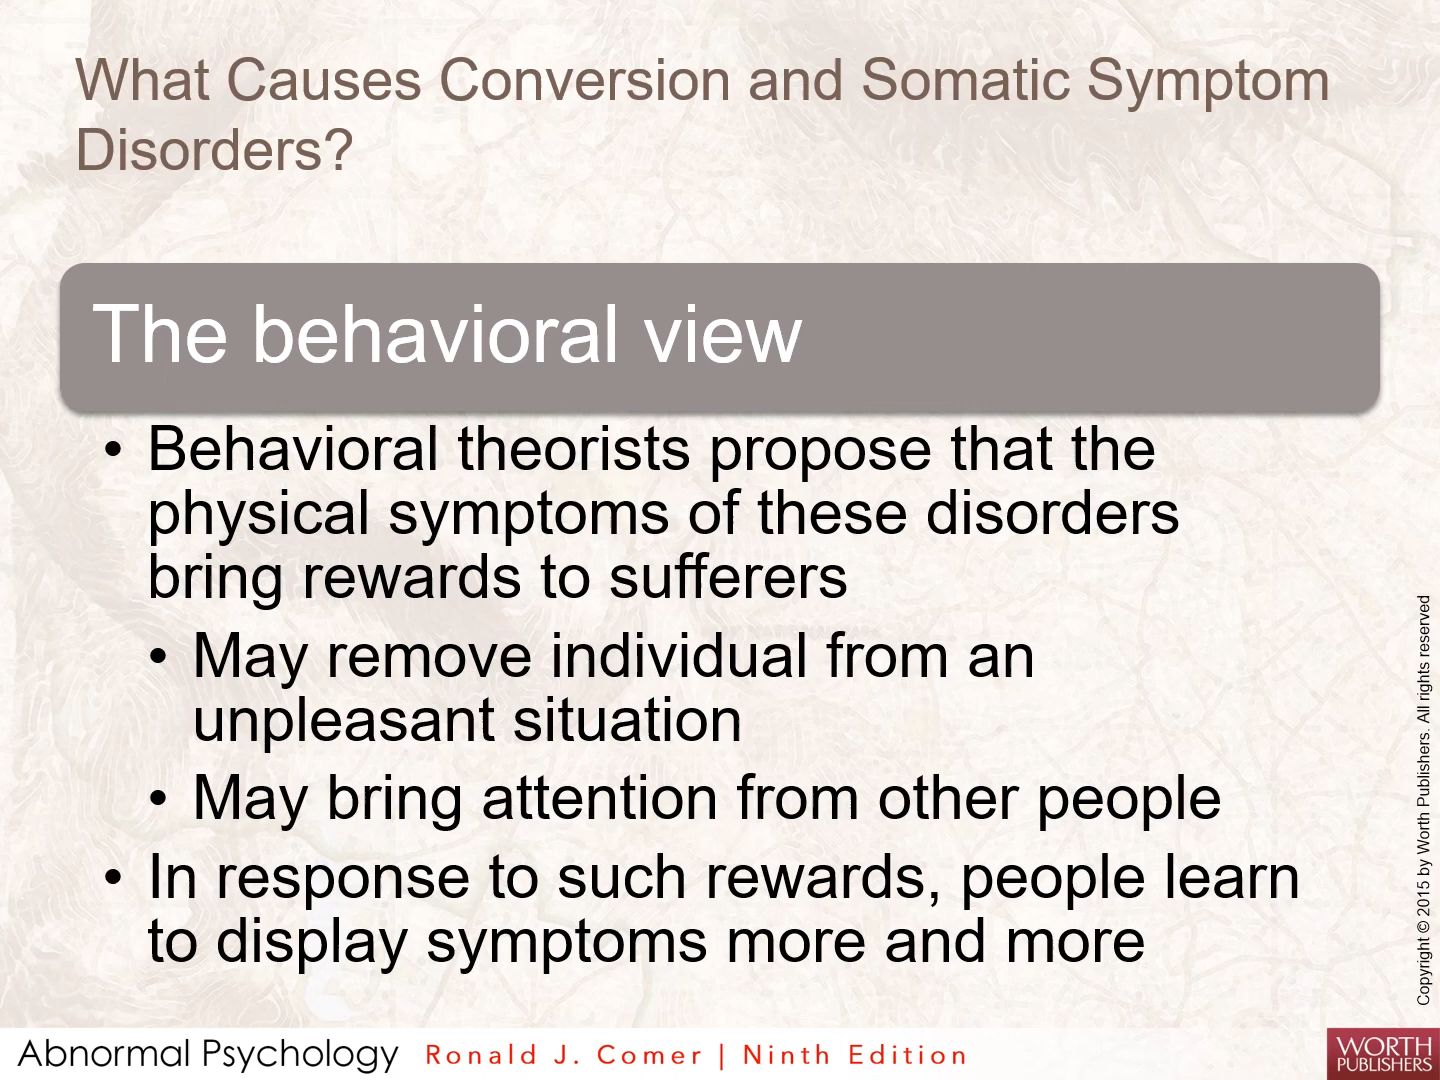 What Causes Conversion and Somatic Symptom
Disorders?
The behavioral view
• Behavioral theorists propose that the
physical symptoms of these disorders
bring rewards to sufferers
• May remove individual from an
unpleasant situation
• May bring attention from other people
• In response to such rewards, people learn
to display symptoms more and more
Copyright © 2015 by Worth Publishers. All rights reserved
Abnormal Psychology Ronald J. Comer | Ninth Edition
WORTH
PUBLISHERS